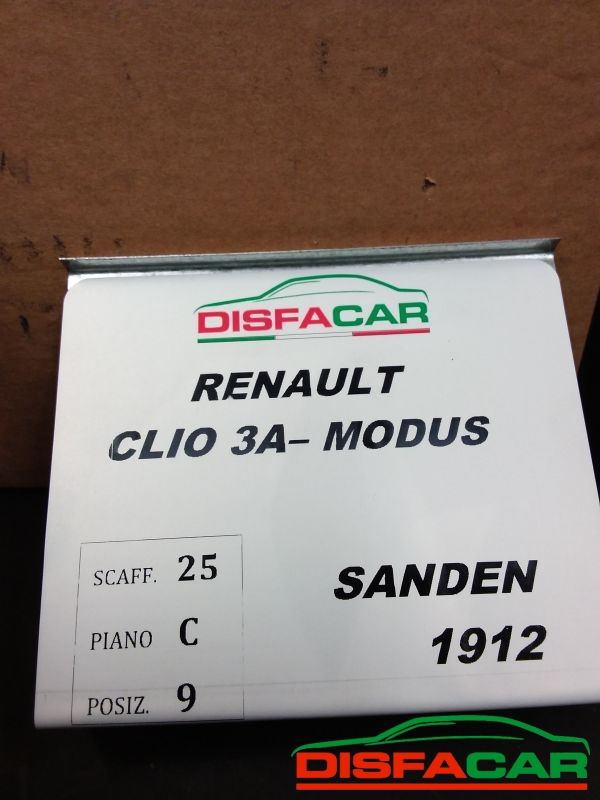 DISFACAR
RENAULT
CLIO 3A– MODUS
SCAFF. 25
PIANO C
POSIZ. 9
SANDEN
1912
DISFACAR